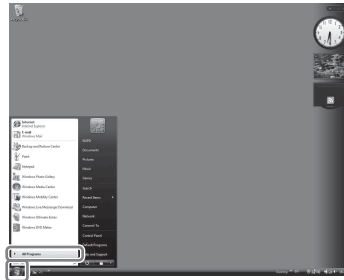 Internet
Internet Explorer
E-mail
Windows Mail
Backup and Restore Center
Paint
Notepad
Windows Photo Gallery
Windows Media Center
Windows Mobility Center
Windows Live Messenger Download
Windows Ultimate Extras
Windows DVD Maker
All Programs
Documents
Pictures
Music
Games
Search
Recent Items
Computer
Network
Connect To
Control Panel
Default Programs
Help and Support